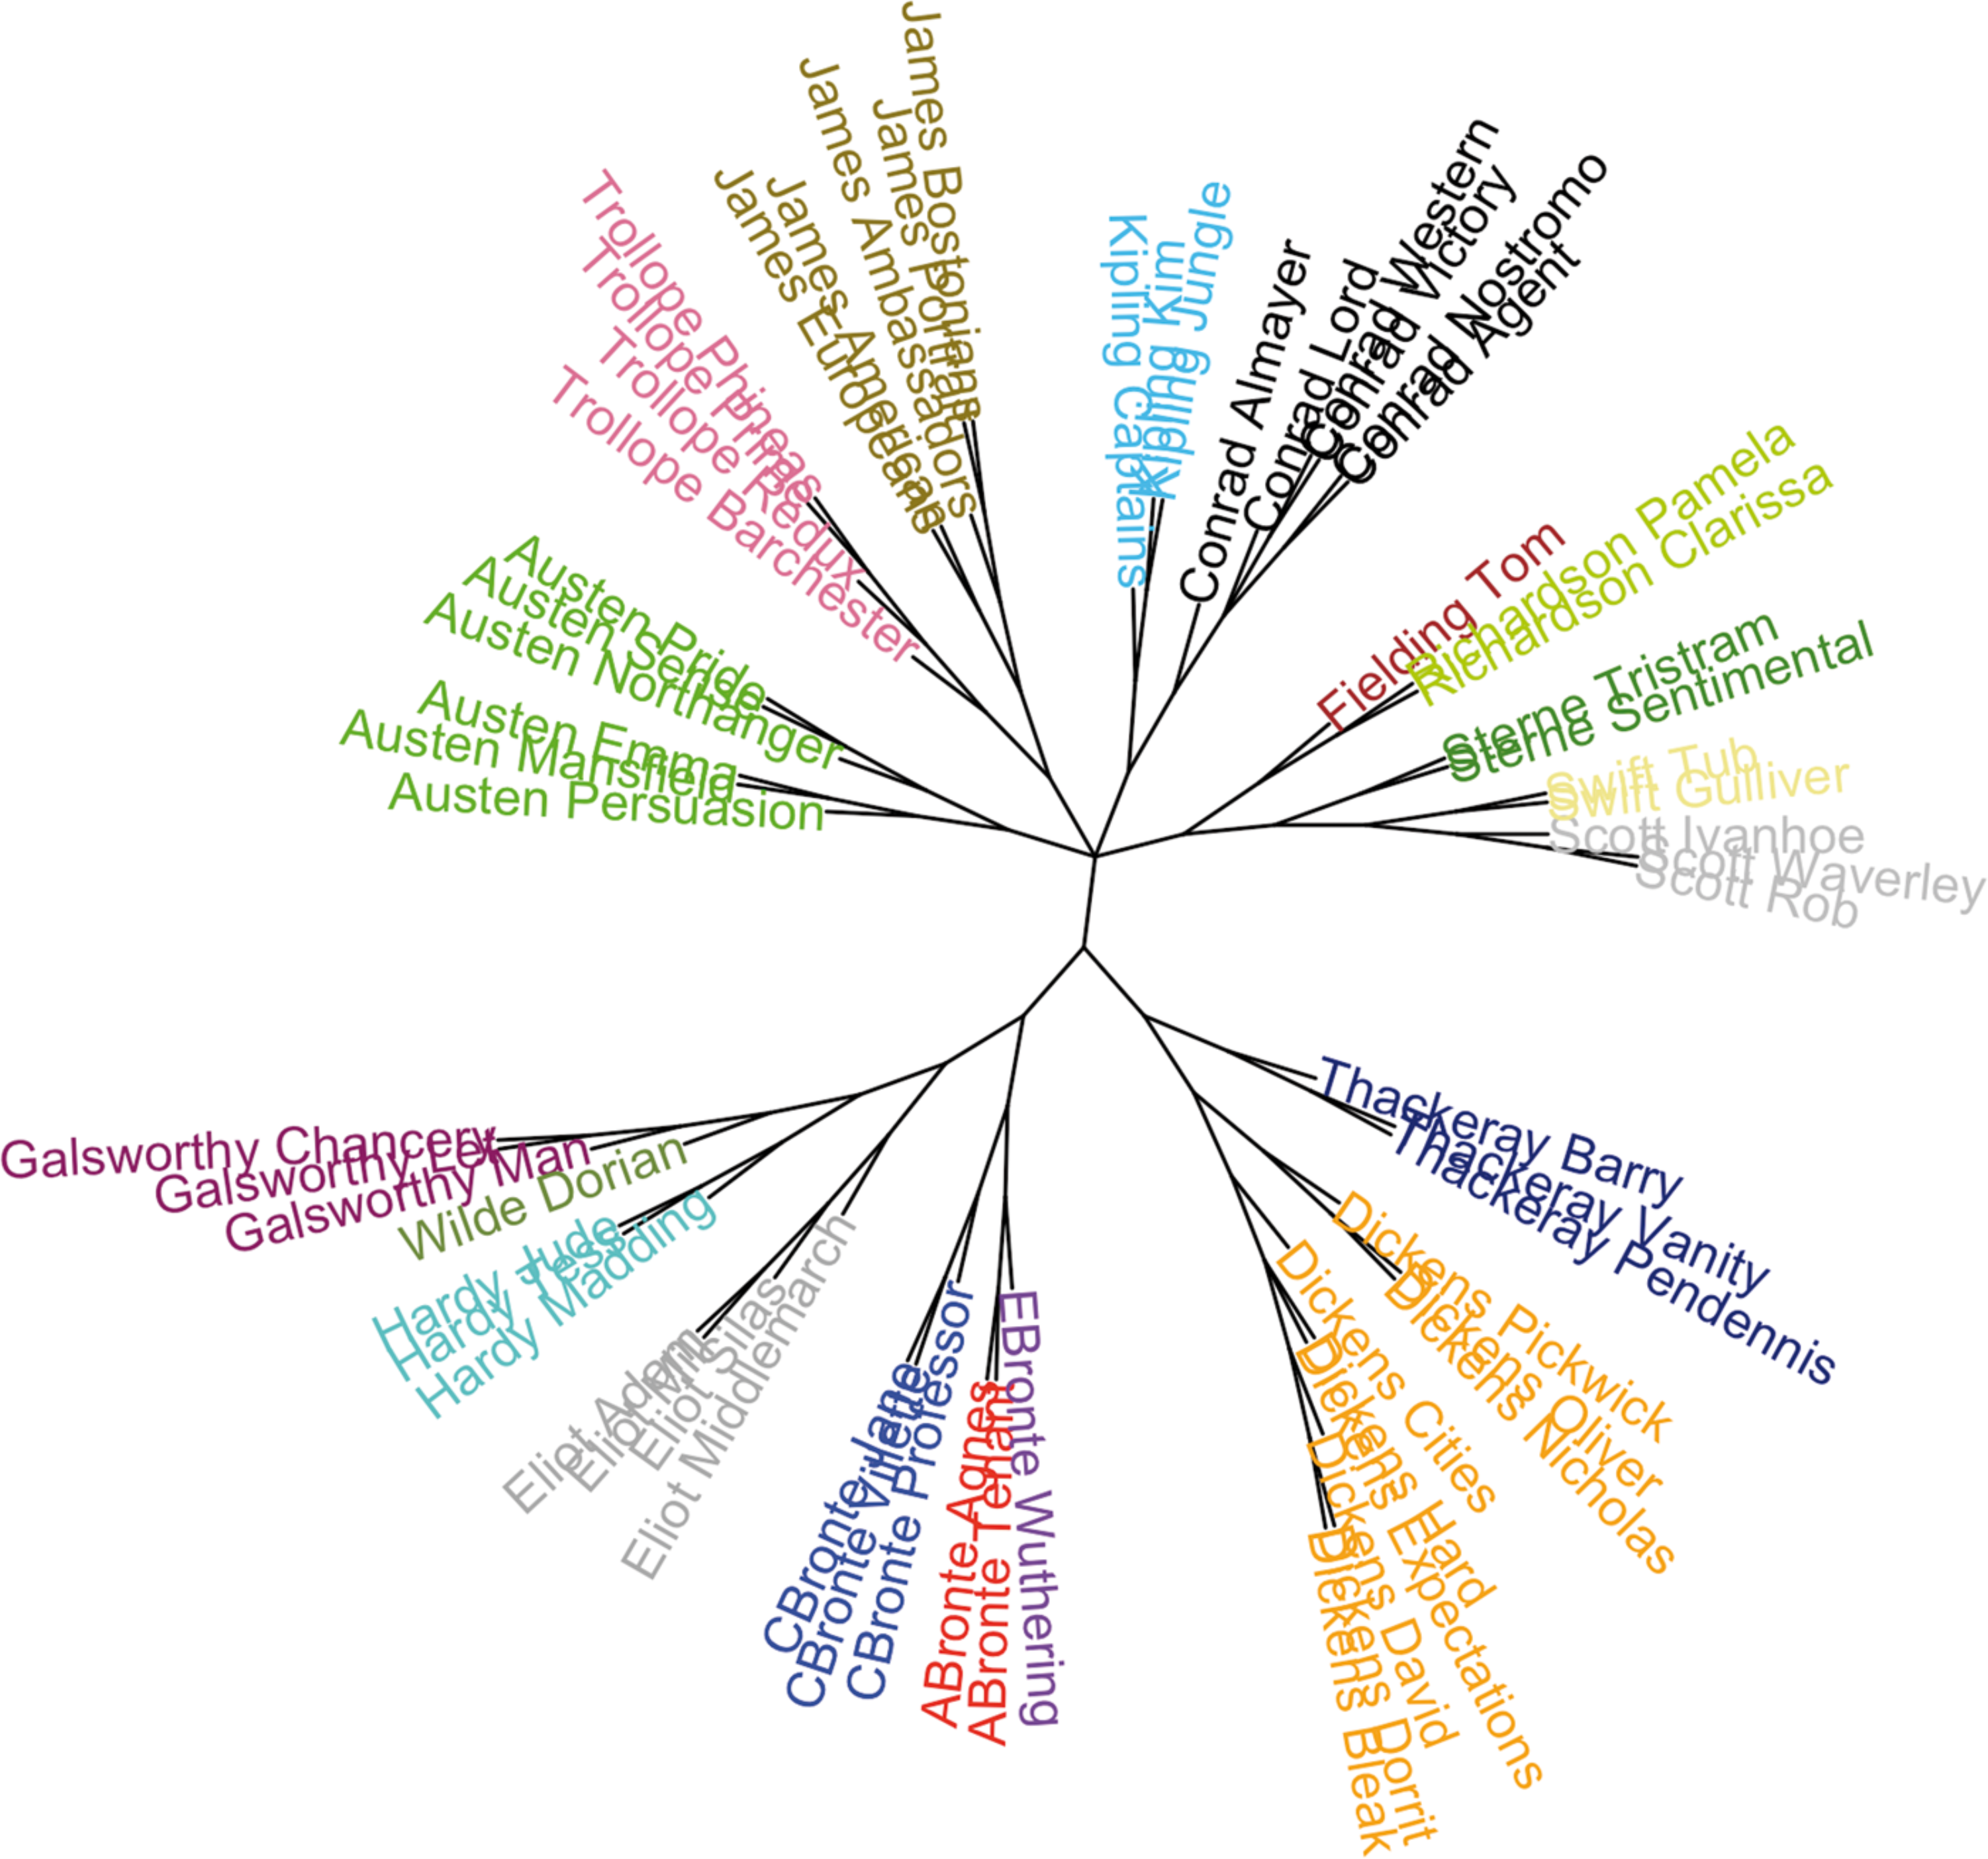 James Bostonians
James Portrait
James Ambassadors
James American
James European
Trollope Phineas
Trollope Prime
Trollope Redux
Trollope Barchester
Austen Pride
Austen Sense
Austen Northanger
Austen Emma
Austen Mansfield
Austen Persuasion
Kipling Captains
Kipling Kim
Kipling Jungle
Conrad Almayer
Conrad Lord
Conrad Western
Conrad Victory
Conrad Nostromo
Conrad Agent
Fielding Tom
Richardson Pamela
Richardson Clarissa
Sterne Tristram
Sterne Sentimental
Swift Tub
Swift Gulliver
Scott Ivanhoe
Scott Waverley
Scott Rob
Thackeray Barry
Thackeray Vanity
Thackeray Pendennis
Dickens Pickwick
Dickens Oliver
Dickens Nicholas
Dickens Cities
Dickens Hard
Dickens Expectations
Dickens David
Dickens Dorrit
Dickens Bleak
EBronte Wuthering
ABronte Tenant
ABronte Agnes
CBronte Professor
CBronte Villette
CBronte Jane
Eliot Middlemarch
Eliot Silas
Eliot Mill
Eliot Adam
Hardy Madding
Hardy Tess
Hardy Jude
Wilde Dorian
Galsworthy Man
Galsworthy Let
Galsworthy Chancery